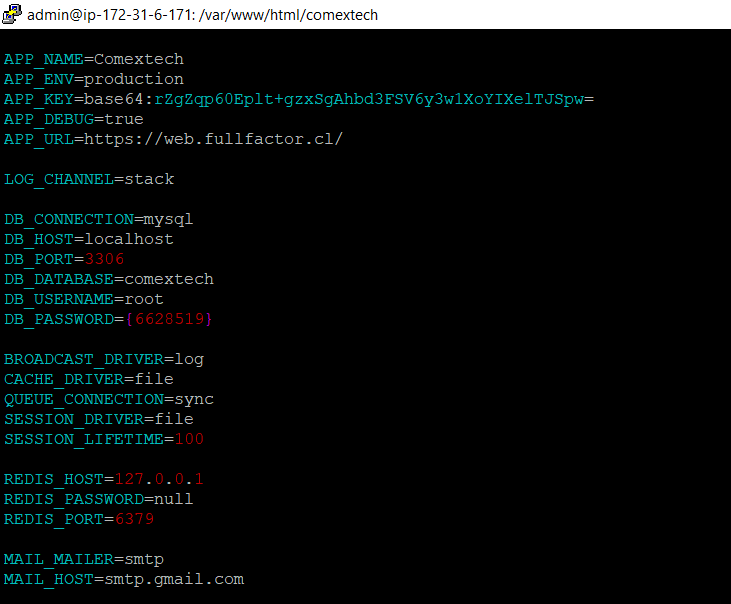 admin@ip-172-31-6-171: /var/www/html/comextech
APP_NAME=Comextech
APP_ENV=production
APP_KEY=base64:rZgZqp60Eplt+gzxSgAhbd3FSV6y3w1XoYIXelTJSpw=
APP_DEBUG=true
APP_URL=https://web.fullfactor.cl/
LOG_CHANNEL=stack
DB_CONNECTION=mysql
DB_HOST=localhost
DB_PORT=3306
DB_DATABASE=comextech
DB_USERNAME=root
DB_PASSWORD={6628519}
BROADCAST_DRIVER=log
CACHE_DRIVER=file
QUEUE_CONNECTION=sync
SESSION_DRIVER=file
SESSION_LIFETIME=100
REDIS_HOST=127.0.0.1
REDIS_PASSWORD=null
REDIS_PORT=6379
MAIL_MAILER=smtp
MAIL_HOST=smtp.gmail.com